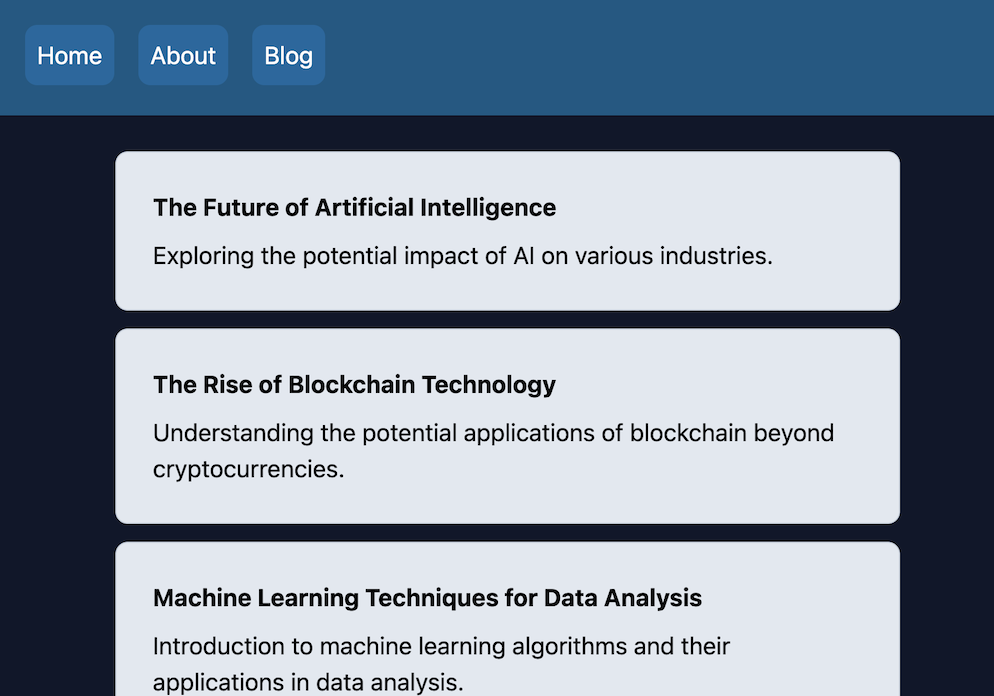 Home About Blog
The Future of Artificial Intelligence
Exploring the potential impact of AI on various industries.
The Rise of Blockchain Technology
Understanding the potential applications of blockchain beyond
cryptocurrencies.
Machine Learning Techniques for Data Analysis
Introduction to machine learning algorithms and their
applications in data analysis.